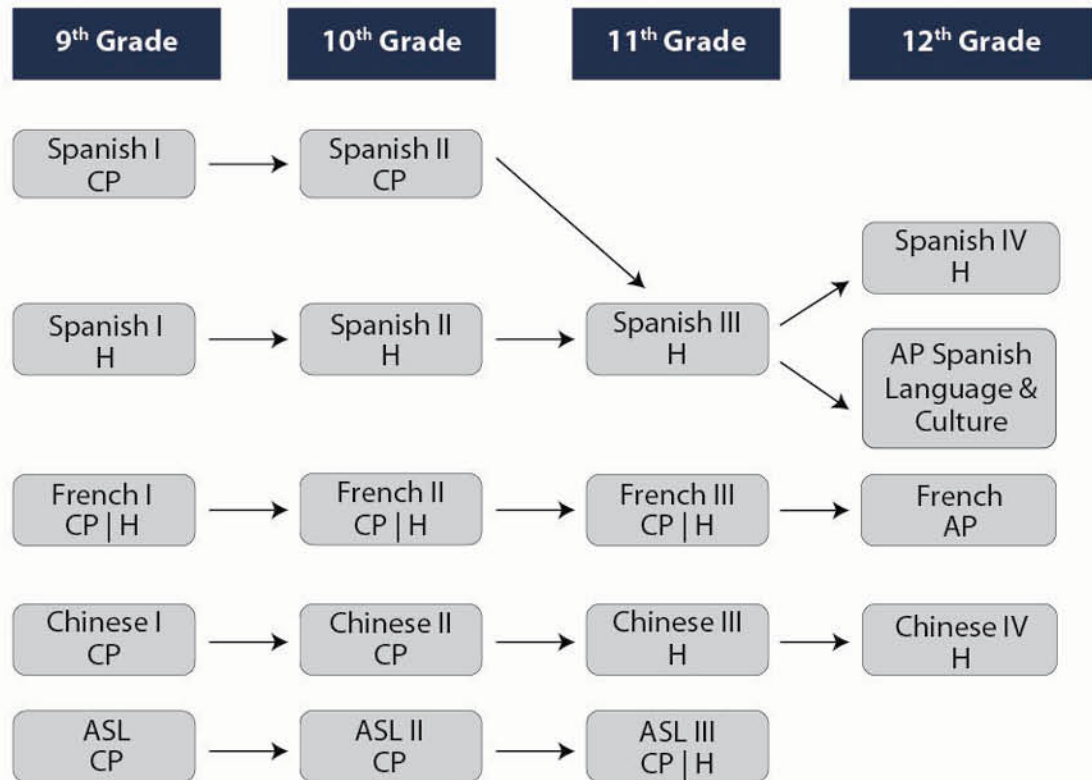 9th Grade
10th Grade
11th Grade
12th Grade
Spanish I
CP
Spanish II
CP
Spanish IV
H
Spanish I
H
Spanish II
H
Spanish III
H
AP Spanish
Language &
Culture
French I
CP | H
French II
CP | H
French III
CP | H
French
AP
Chinese I
CP
Chinese II
CP
Chinese III
H
Chinese IV
H
ASL
CP
ASL II
CP
ASL III
CP | H